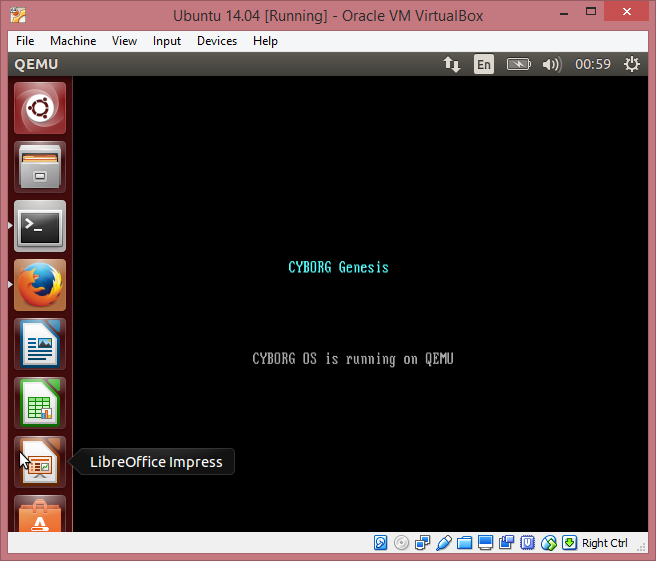 Ubuntu 14.04 [Running] - Oracle VM VirtualBox
File Machine View Input Devices Help
QEMU En 00:59
CYBORG Genesis
CYBORG OS is running on QEMU
LibreOffice Impress
Right Ctrl